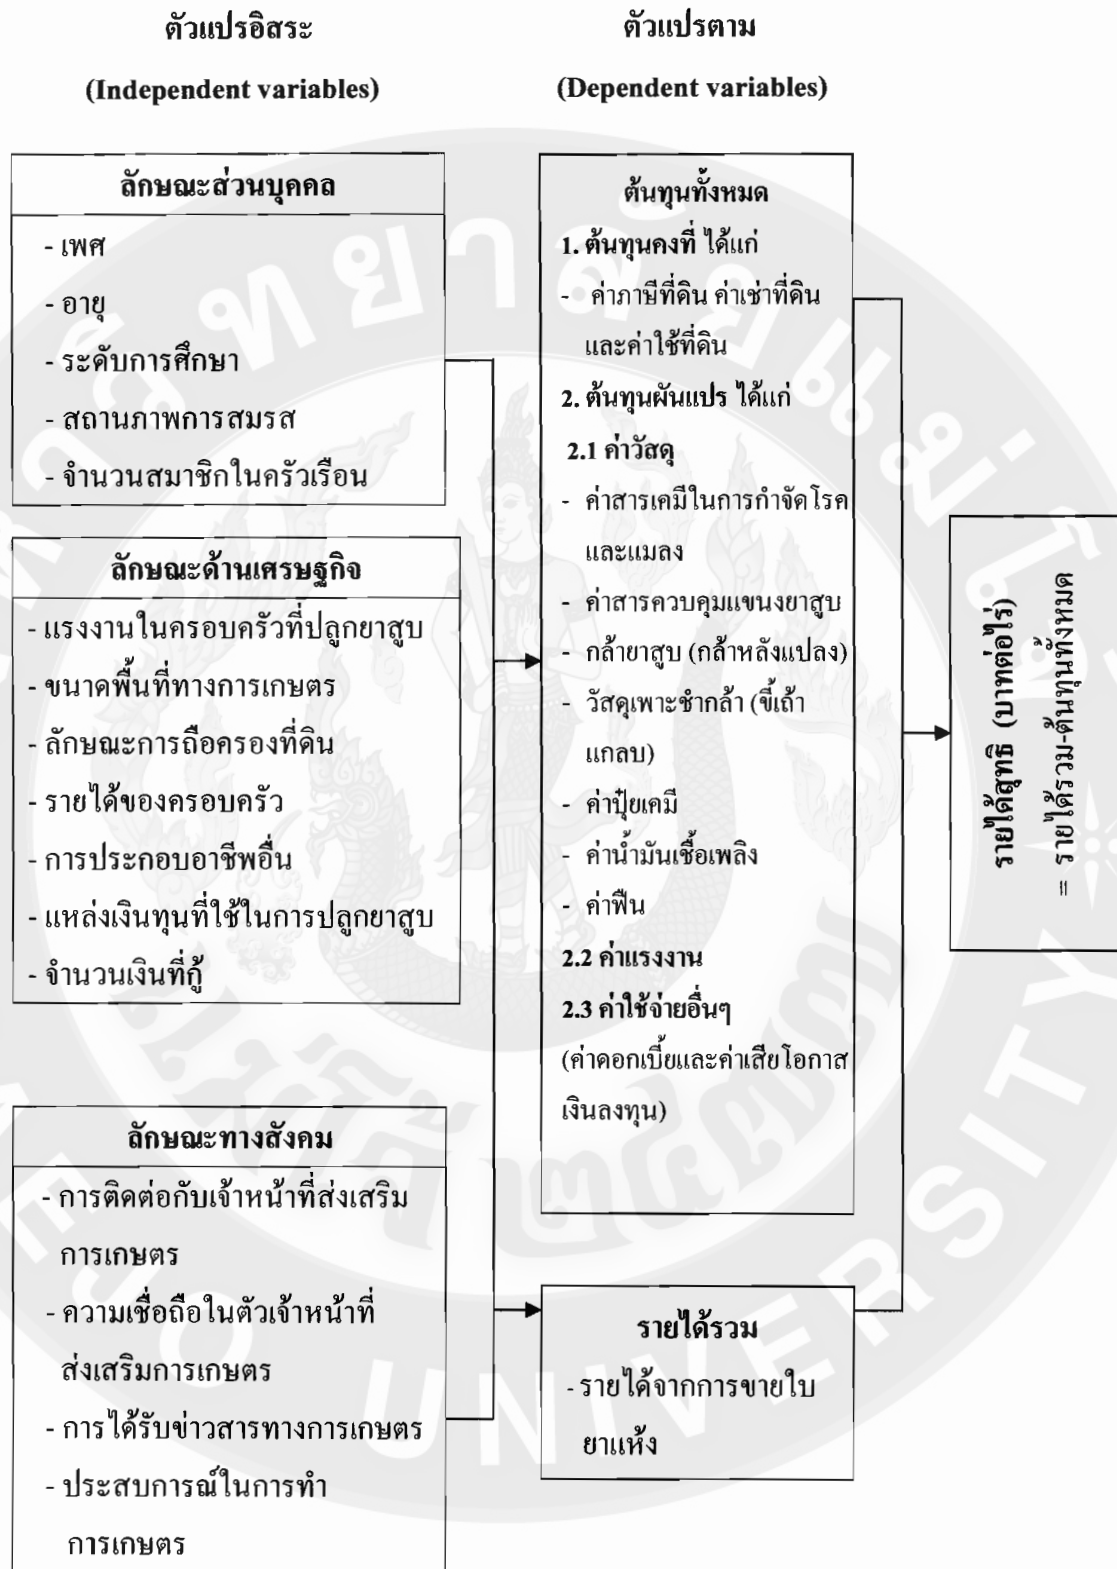 ตัวแปรอิสระ
(Independent variables)
ลักษณะส่วนบุคคล
- เพศ
- อายุ
- ระดับการศึกษา
- สถานภาพการสมรส
- จำนวนสมาชิกในครัวเรือน
ลักษณะด้านเศรษฐกิจ
- แรงงานในครอบครัวที่ปลูกยาสูบ
- ขนาดพื้นที่ทางการเกษตร
- ลักษณะการถือครองที่ดิน
- รายได้ของครอบครัว
- การประกอบอาชีพอื่น
- แหล่งเงินทุนที่ใช้ในการปลูกยาสูบ
- จำนวนเงินที่กู้
ลักษณะทางสังคม
- การติดต่อกับเจ้าหน้าที่ส่งเสริม
การเกษตร
- ความเชื่อถือในตัวเจ้าหน้าที่
ส่งเสริมการเกษตร
- การได้รับข่าวสารทางการเกษตร
- ประสบการณ์ในการทำ
การเกษตร
ตัวแปรตาม
(Dependent variables)
ต้นทุนทั้งหมด
1. ต้นทุนคงที่ ได้แก่
- ค่าภาษีที่ดิน ค่าเช่าที่ดิน
และค่าใช้ที่ดิน
2. ต้นทุนผันแปร ได้แก่
2.1 ค่าวัสดุ
- ค่าสารเคมีในการกำจัดโรค
และแมลง
- ค่าสารควบคุมแขนงยาสูบ
- กล้ายาสูบ (กล้าหลังแปลง)
- วัสดุเพาะชำกล้า (ขี้เถ้า
แกลบ)
- ค่าปุ๋ยเคมี
- ค่าน้ำมันเชื้อเพลิง
- ค่าฟืน
2.2 ค่าแรงงาน
2.3 ค่าใช้จ่ายอื่นๆ
(ค่าดอกเบี้ยและค่าเสียโอกาส
เงินลงทุน)
รายได้รวม
- รายได้จากการขายใบ
ยาแห้ง
รายได้สุทธิ (บาทต่อไร่)
= รายได้รวม-ต้นทุนทั้งหมด
UNIVERSITY